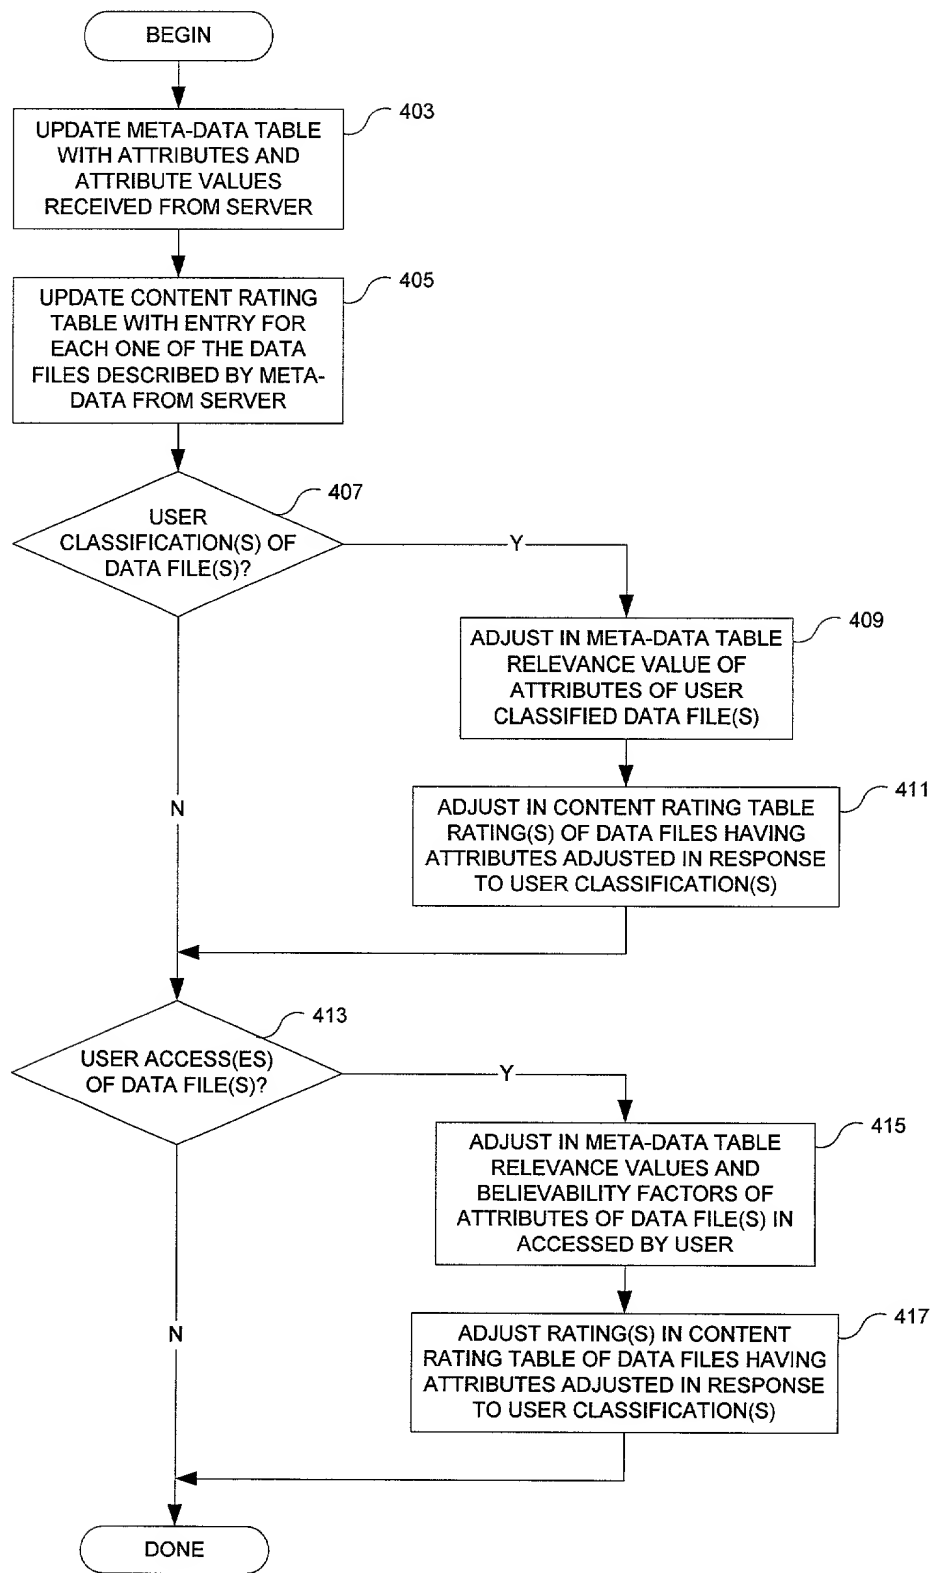 BEGIN
403
UPDATE META-DATA TABLE
WITH ATTRIBUTES AND
ATTRIBUTE VALUES
RECEIVED FROM SERVER
405
UPDATE CONTENT RATING
TABLE WITH ENTRY FOR
EACH ONE OF THE DATA
FILES DESCRIBED BY META-
DATA FROM SERVER
407
USER
CLASSIFICATION(S) OF
DATA FILE(S)?
Y
409
ADJUST IN META-DATA TABLE
RELEVANCE VALUE OF
ATTRIBUTES OF USER
CLASSIFIED DATA FILE(S)
411
ADJUST IN CONTENT RATING TABLE
RATING(S) OF DATA FILES HAVING
ATTRIBUTES ADJUSTED IN RESPONSE
TO USER CLASSIFICATION(S)
N
413
USER ACCESS(ES)
OF DATA FILE(S)?
Y
415
ADJUST IN META-DATA TABLE
RELEVANCE VALUES AND
BELIEVABILITY FACTORS OF
ATTRIBUTES OF DATA FILE(S) IN
ACCESSED BY USER
417
ADJUST RATING(S) IN CONTENT
RATING TABLE OF DATA FILES HAVING
ATTRIBUTES ADJUSTED IN RESPONSE
TO USER CLASSIFICATION(S)
N
DONE